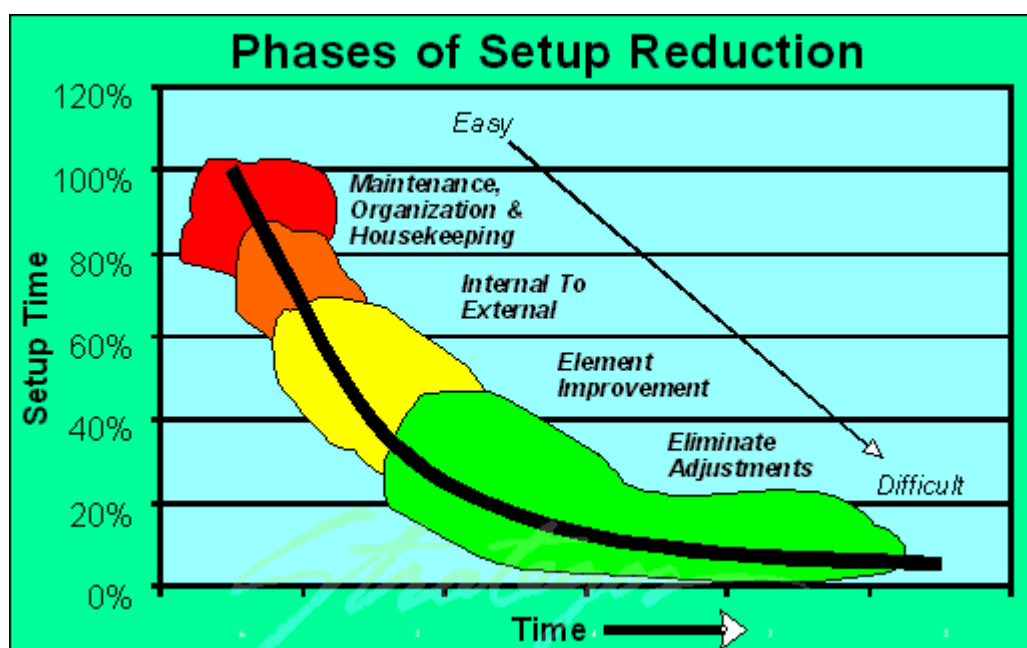 Phases of Setup Reduction
120%
100%
80%
60%
40%
20%
0%
Setup Time
Easy
Maintenance,
Organization &
Housekeeping
Internal To
External
Element
Improvement
Eliminate
Adjustments
Difficult
Strategos
Time